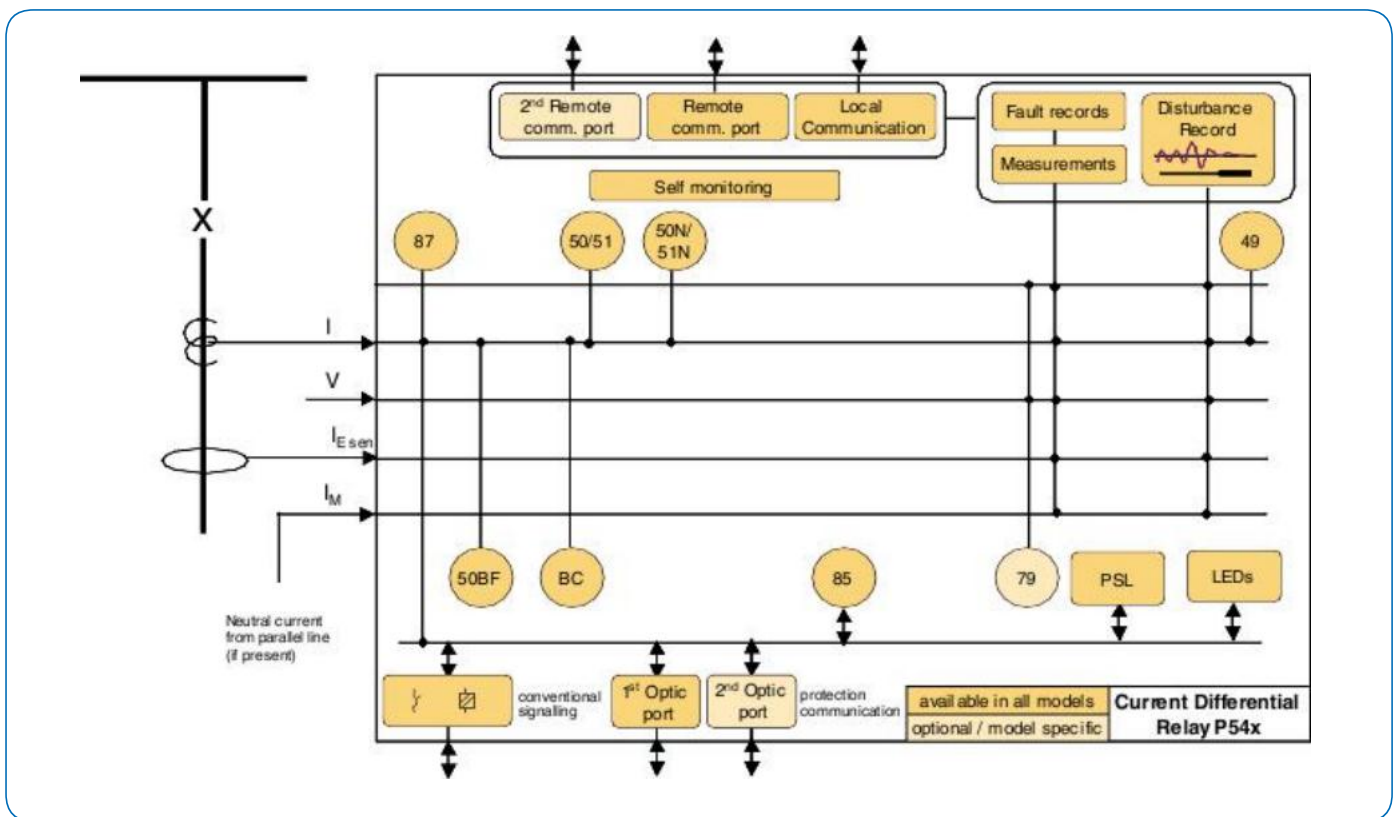 2nd Remote
comm. port
Remote
comm. port
Local
Communication
Fault records
Measurements
Disturbance
Record
Self monitoring
X
87
50/51
50N/
51N
49
I
V
IE sen
IM
50BF
BC
85
79
PSL
LEDs
Neutral current
from parallel line
(if present)
conventional
signalling
1st Optic
port
2nd Optic
port
protection
communication
available in all models
optional / model specific
Current Differential
Relay P54x